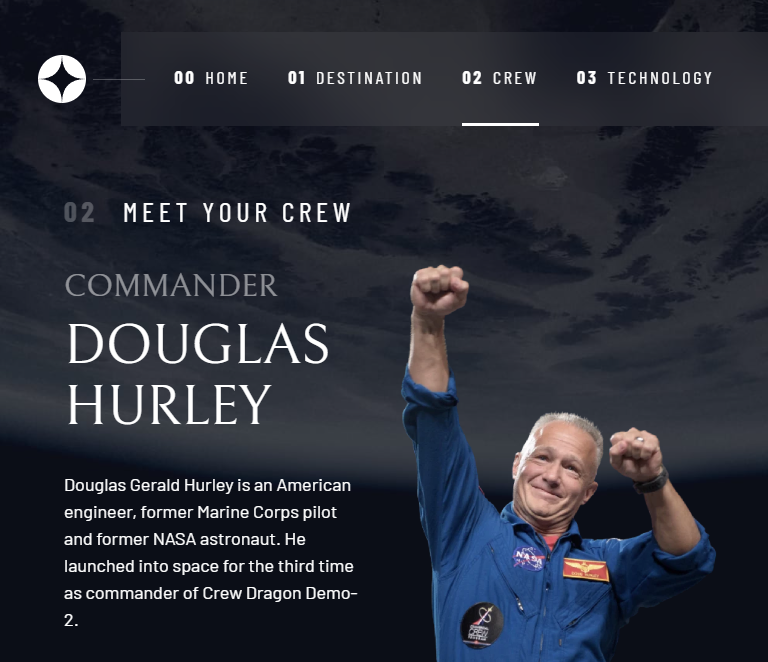 00 HOME 01 DESTINATION 02 CREW 03 TECHNOLOGY
02 MEET YOUR CREW
COMMANDER
DOUGLAS
HURLEY
Douglas Gerald Hurley is an American
engineer, former Marine Corps pilot
and former NASA astronaut. He
launched into space for the third time
as commander of Crew Dragon Demo-
2.
NASA